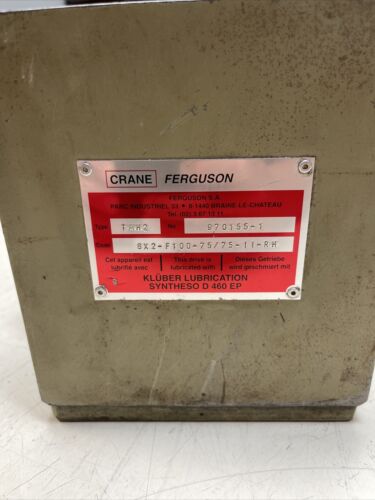 CRANE FERGUSON
FERGUSON S.A.
PARC INDUSTRIEL 33 • B-1440 BRAINE-LE-CHATEAU
Type No 970155-1
Code 6X2-F100-75/75-11-RH
Cet appareil est This drive is Dieses Getriebe
lubrifié avec lubricated with wird geschmiert mit
KLÜBER LUBRICATION
SYNTHESO D 460 EP